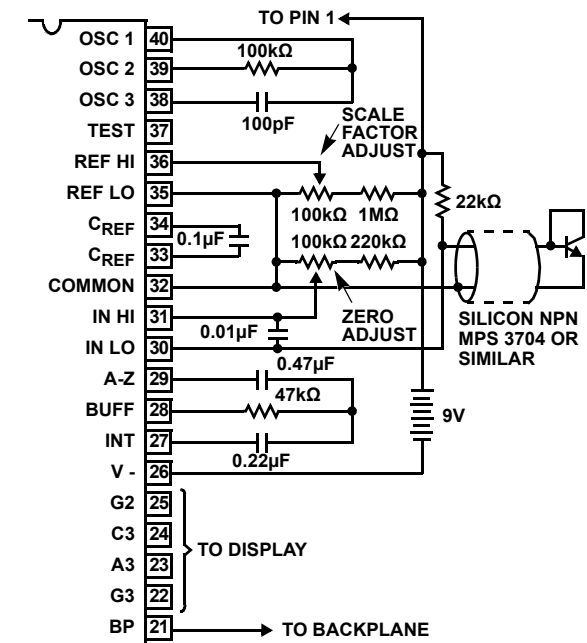 TO PIN 1
OSC 1 40
100kΩ
OSC 2 39
OSC 3 38
100pF
TEST 37
SCALE
FACTOR
ADJUST
REF HI 36
REF LO 35
100kΩ 1MΩ
22kΩ
CREF 34
0.1µF
100kΩ 220kΩ
CREF 33
COMMON 32
IN HI 31
ZERO
ADJUST
0.01µF
SILICON NPN
MPS 3704 OR
SIMILAR
IN LO 30
0.47µF
A-Z 29
47kΩ
BUFF 28
9V
INT 27
0.22µF
V - 26
G2 25
C3 24
TO DISPLAY
A3 23
G3 22
BP 21
TO BACKPLANE